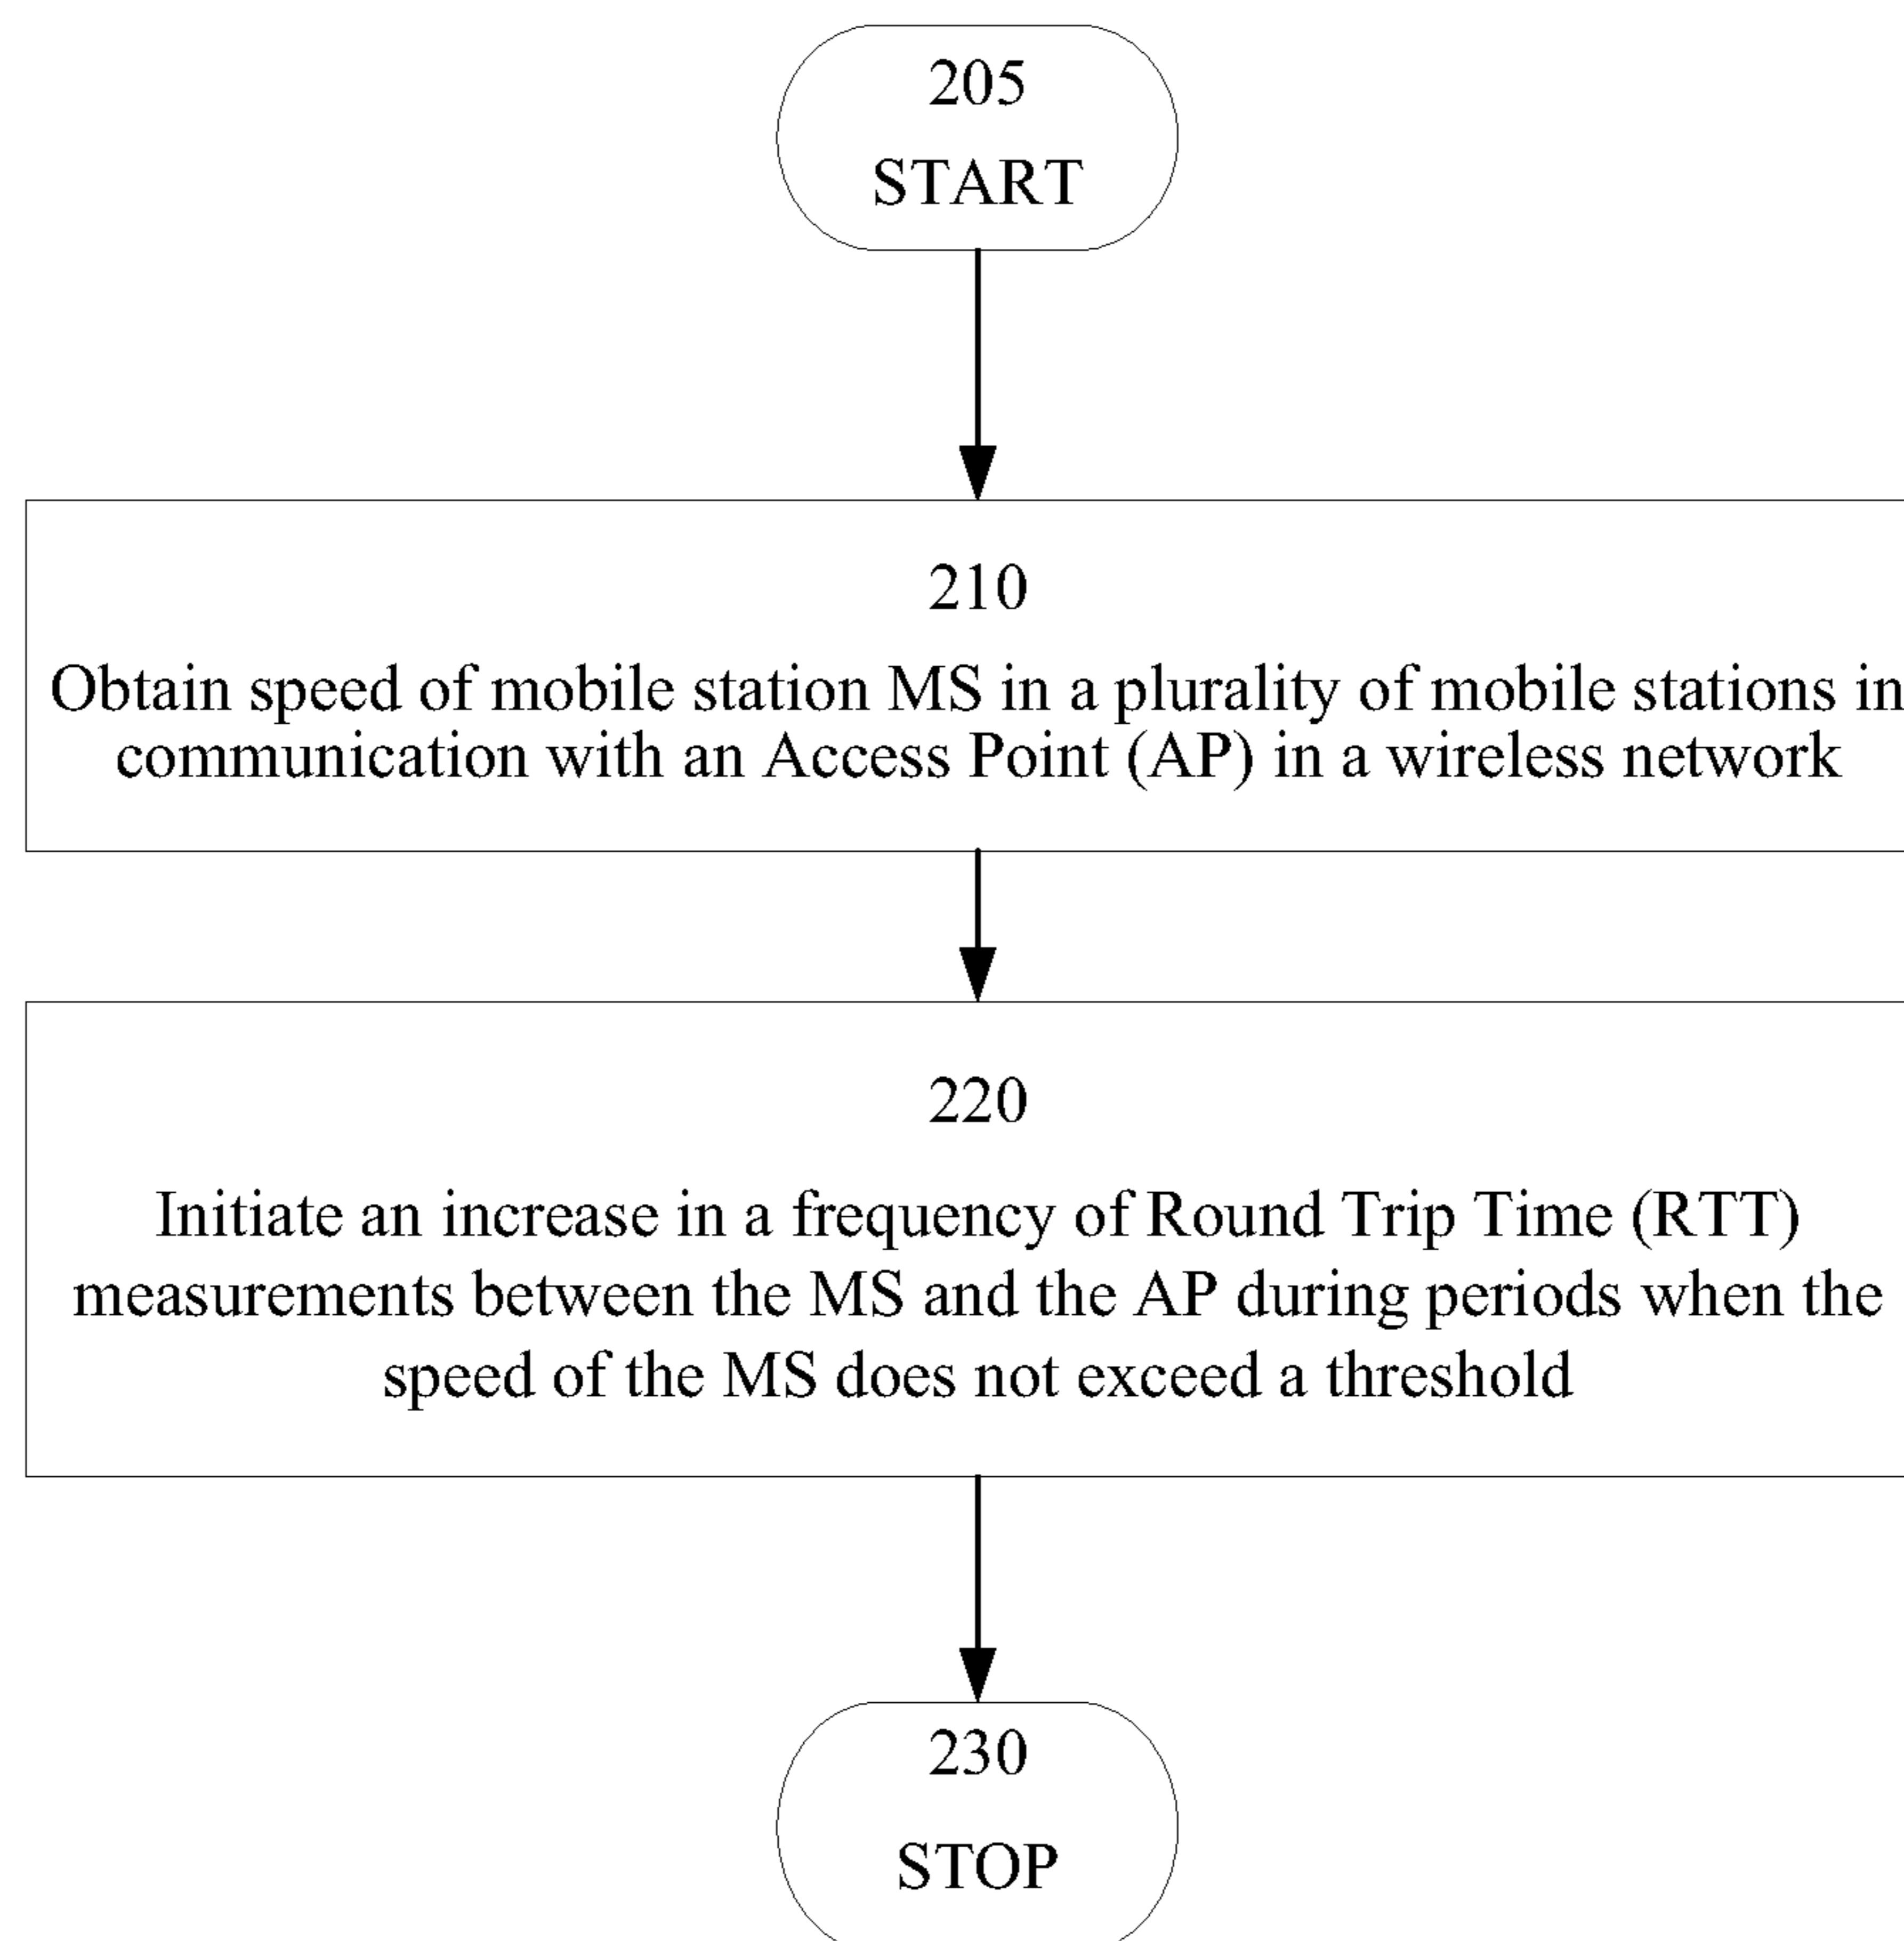 205
START
210
Obtain speed of mobile station MS in a plurality of mobile stations in
communication with an Access Point (AP) in a wireless network
220
Initiate an increase in a frequency of Round Trip Time (RTT)
measurements between the MS and the AP during periods when the
speed of the MS does not exceed a threshold
230
STOP